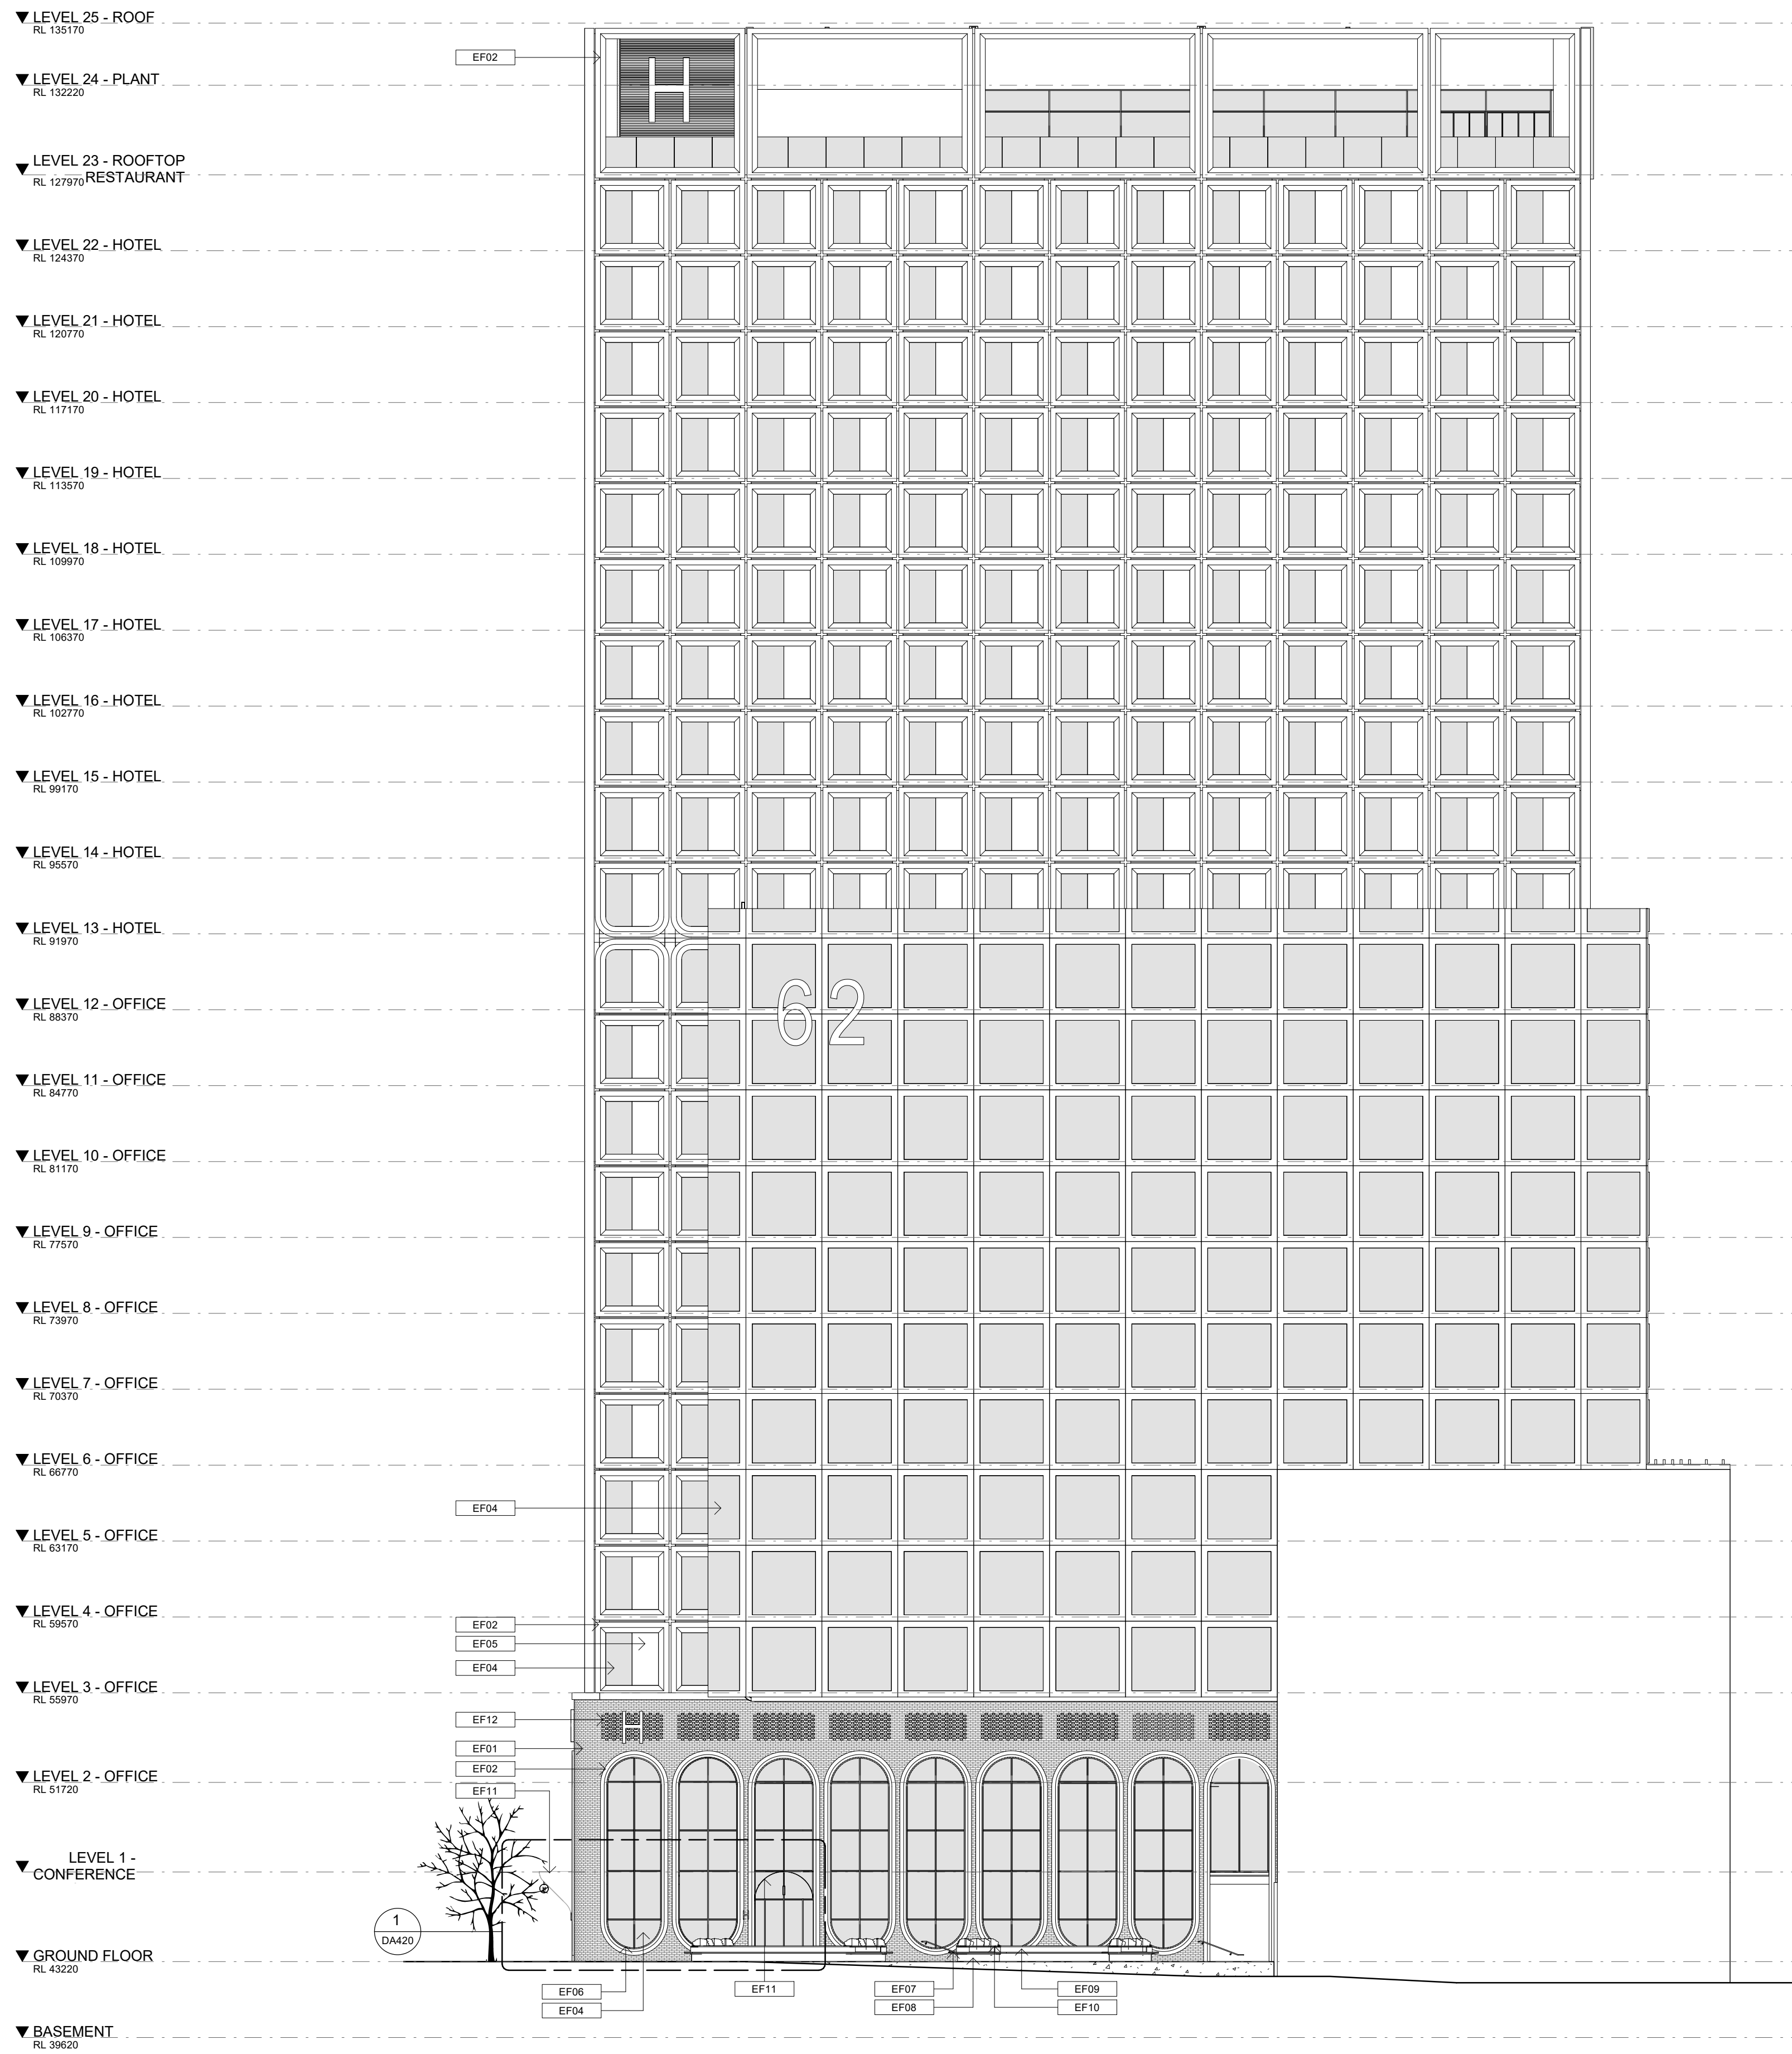 LEVEL 25 - ROOF
RL 135170
EF02
H
LEVEL 24 - PLANT
RL 132220
LEVEL 23 - ROOFTOP
RESTAURANT
RL 127970
LEVEL 22 - HOTEL
RL 124370
LEVEL 21 - HOTEL
RL 120770
LEVEL 20 - HOTEL
RL 117170
LEVEL 19 - HOTEL
RL 113570
LEVEL 18 - HOTEL
RL 109970
LEVEL 17 - HOTEL
RL 106370
LEVEL 16 - HOTEL
RL 102770
LEVEL 15 - HOTEL
RL 99170
LEVEL 14 - HOTEL
RL 95570
LEVEL 13 - HOTEL
RL 91970
62
LEVEL 12 - OFFICE
RL 88370
LEVEL 11 - OFFICE
RL 84770
LEVEL 10 - OFFICE
RL 81170
LEVEL 9 - OFFICE
RL 77570
LEVEL 8 - OFFICE
RL 73970
LEVEL 7 - OFFICE
RL 70370
LEVEL 6 - OFFICE
RL 66770
EF04
LEVEL 5 - OFFICE
RL 63170
LEVEL 4 - OFFICE
RL 59570
EF02
EF05
EF04
LEVEL 3 - OFFICE
RL 55970
EF12
H
EF01
EF02
LEVEL 2 - OFFICE
RL 51720
EF11
LEVEL 1 -
CONFERENCE
H
1
DA420
GROUND FLOOR
RL 43220
EF06
EF04
EF11
EF07
EF08
EF09
EF10
BASEMENT
RL 39620